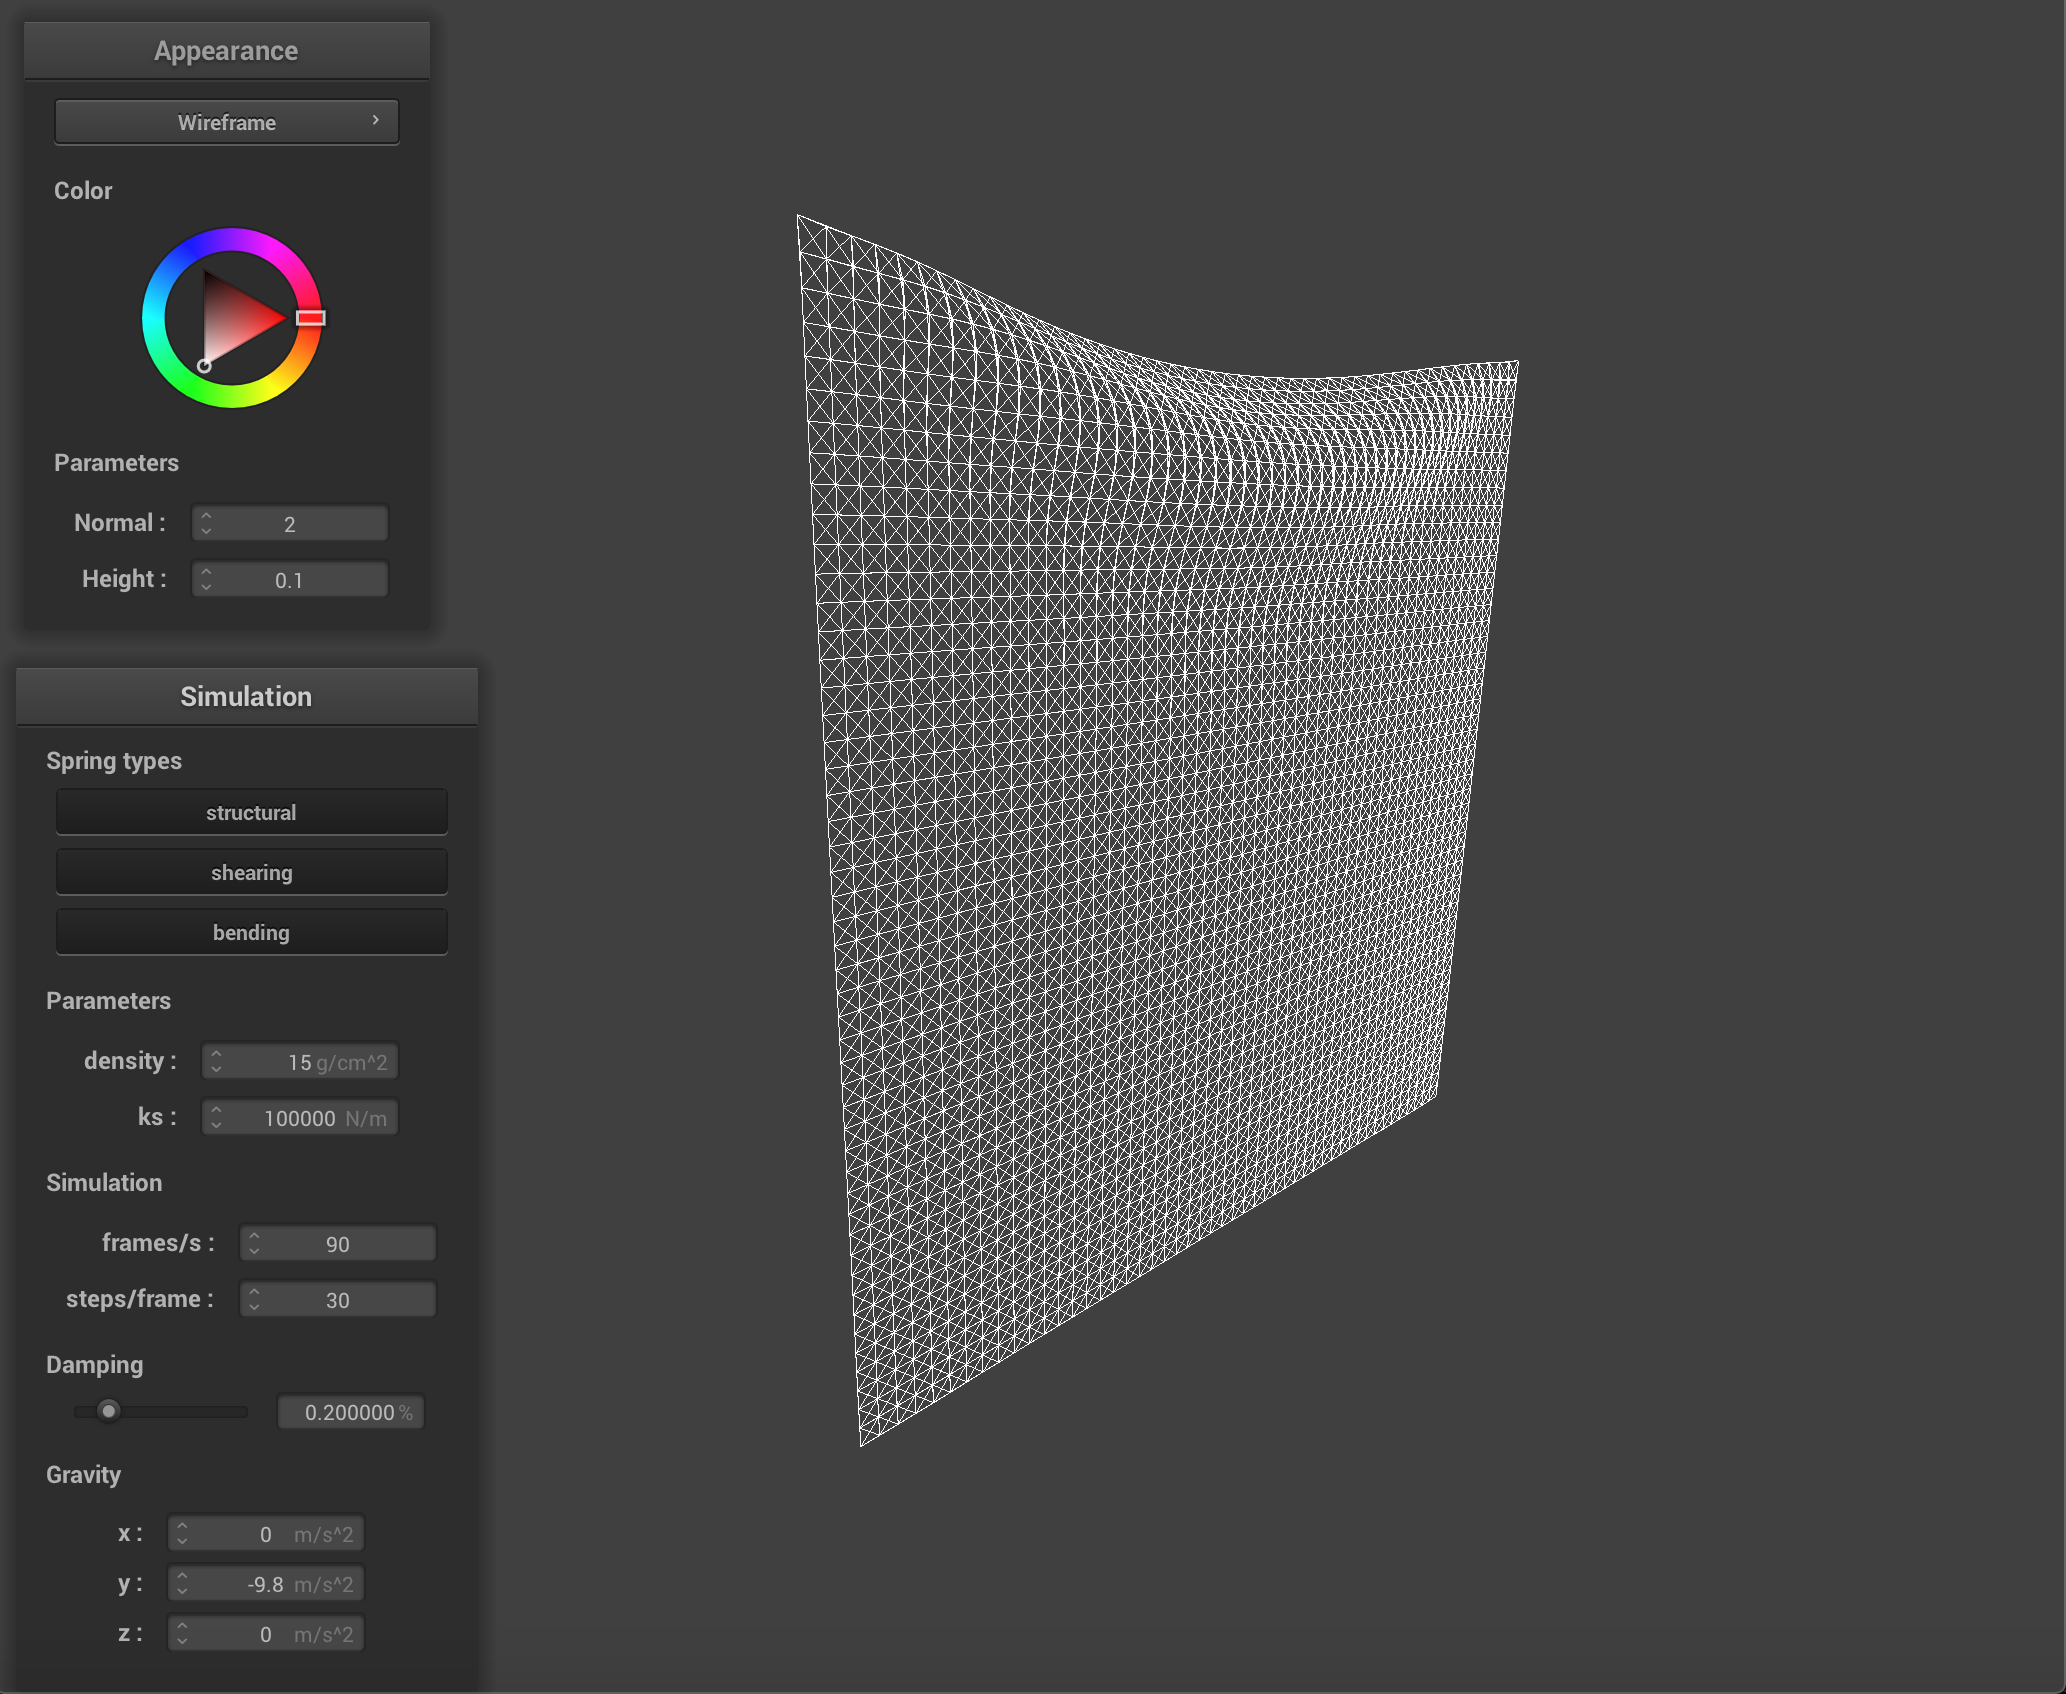 Appearance
Wireframe
Color
Parameters
Normal : 2
Height : 0.1
Simulation
Spring types
structural
shearing
bending
Parameters
density : 15 g/cm^2
ks : 100000 N/m
Simulation
frames/s : 90
steps/frame : 30
Damping
0.200000 %
Gravity
x : 0 m/s^2
y : -9.8 m/s^2
z : 0 m/s^2